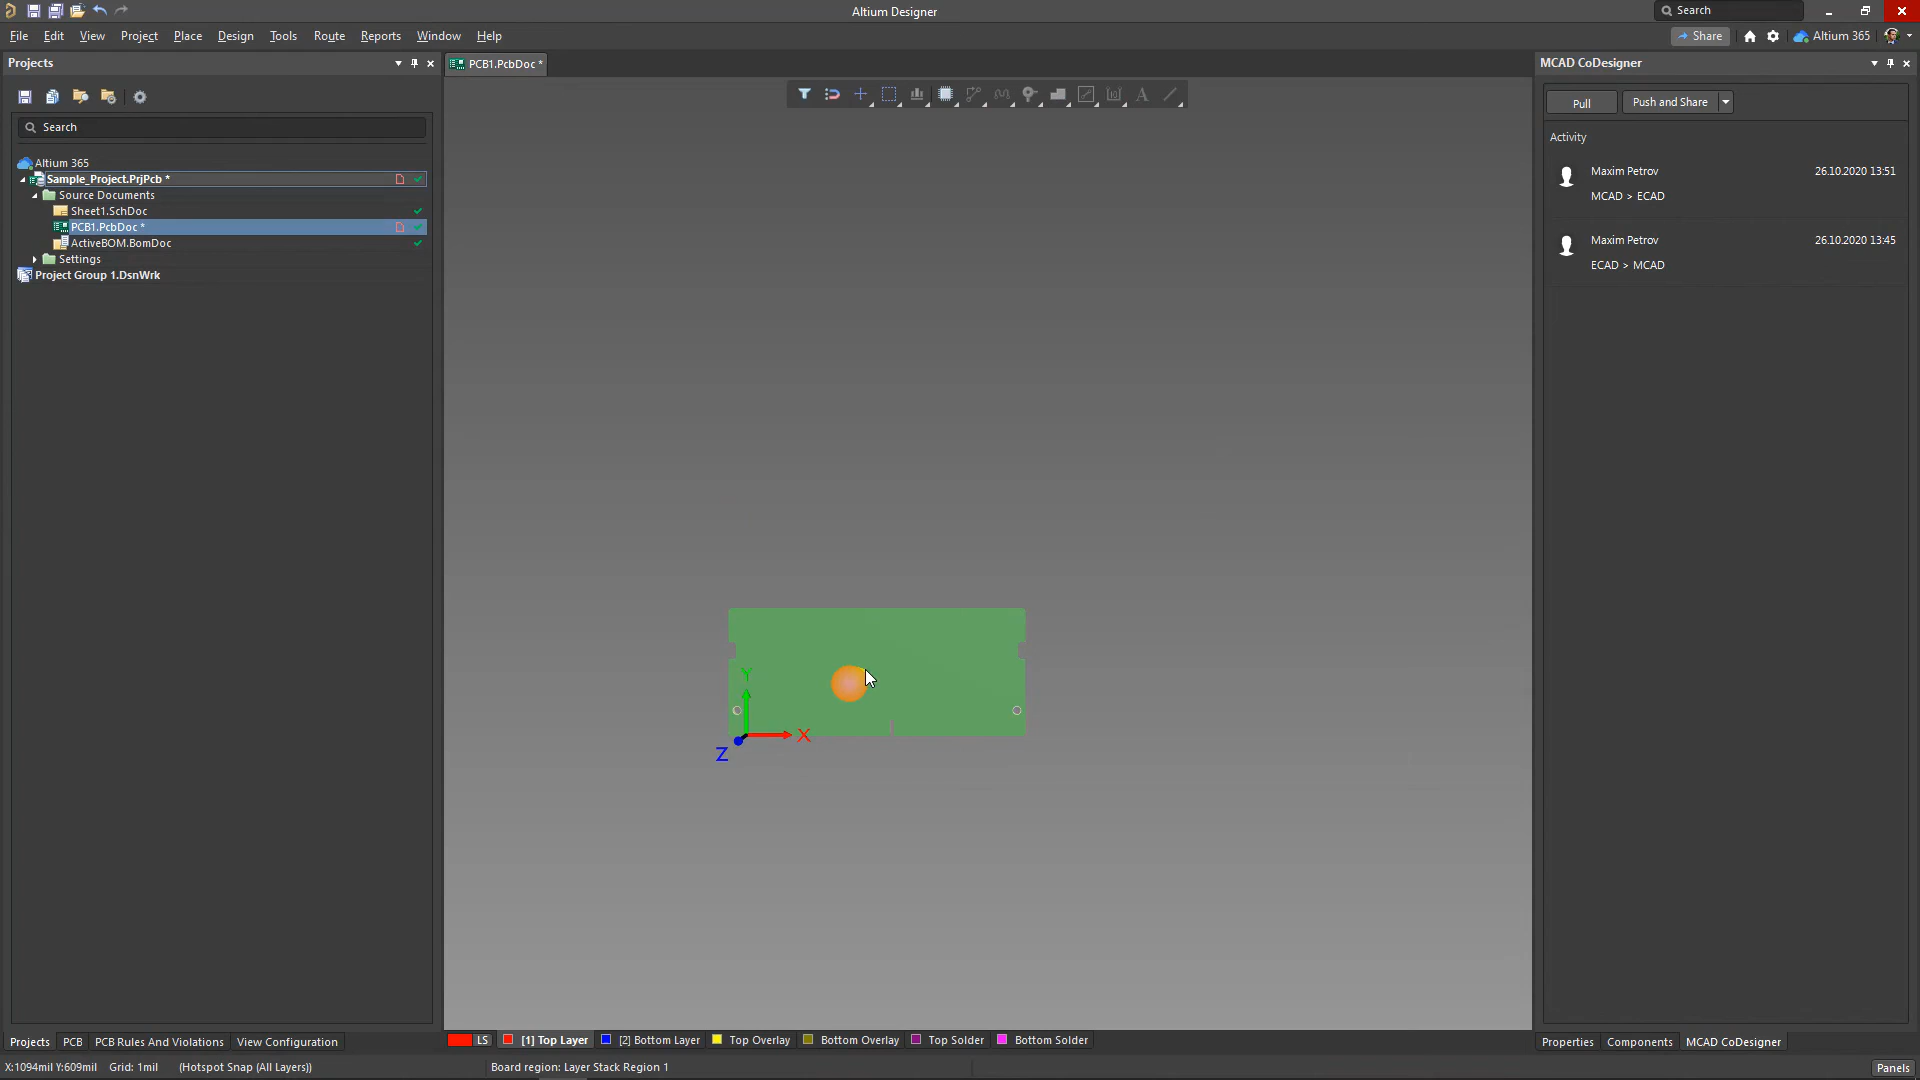 Altium Designer
Search
File Edit View Project Place Design Tools Route Reports Window Help
Share
Altium 365
Projects
PCB1.PcbDoc *
MCAD CoDesigner
Pull
Push and Share
Search
Activity
Altium 365
Sample_Project.PrjPcb *
Source Documents
Sheet1.SchDoc
PCB1.PcbDoc *
ActiveBOM.BomDoc
Settings
Project Group 1.DsnWrk
Maxim Petrov 26.10.2020 13:51
MCAD > ECAD
Maxim Petrov 26.10.2020 13:45
ECAD > MCAD
Y
X
Z
LS [1] Top Layer [2] Bottom Layer Top Overlay Bottom Overlay Top Solder Bottom Solder
Projects PCB PCB Rules And Violations View Configuration
Properties Components MCAD CoDesigner
X:1094mil Y:609mil Grid: 1mil (Hotspot Snap (All Layers))
Board region: Layer Stack Region 1
Panels